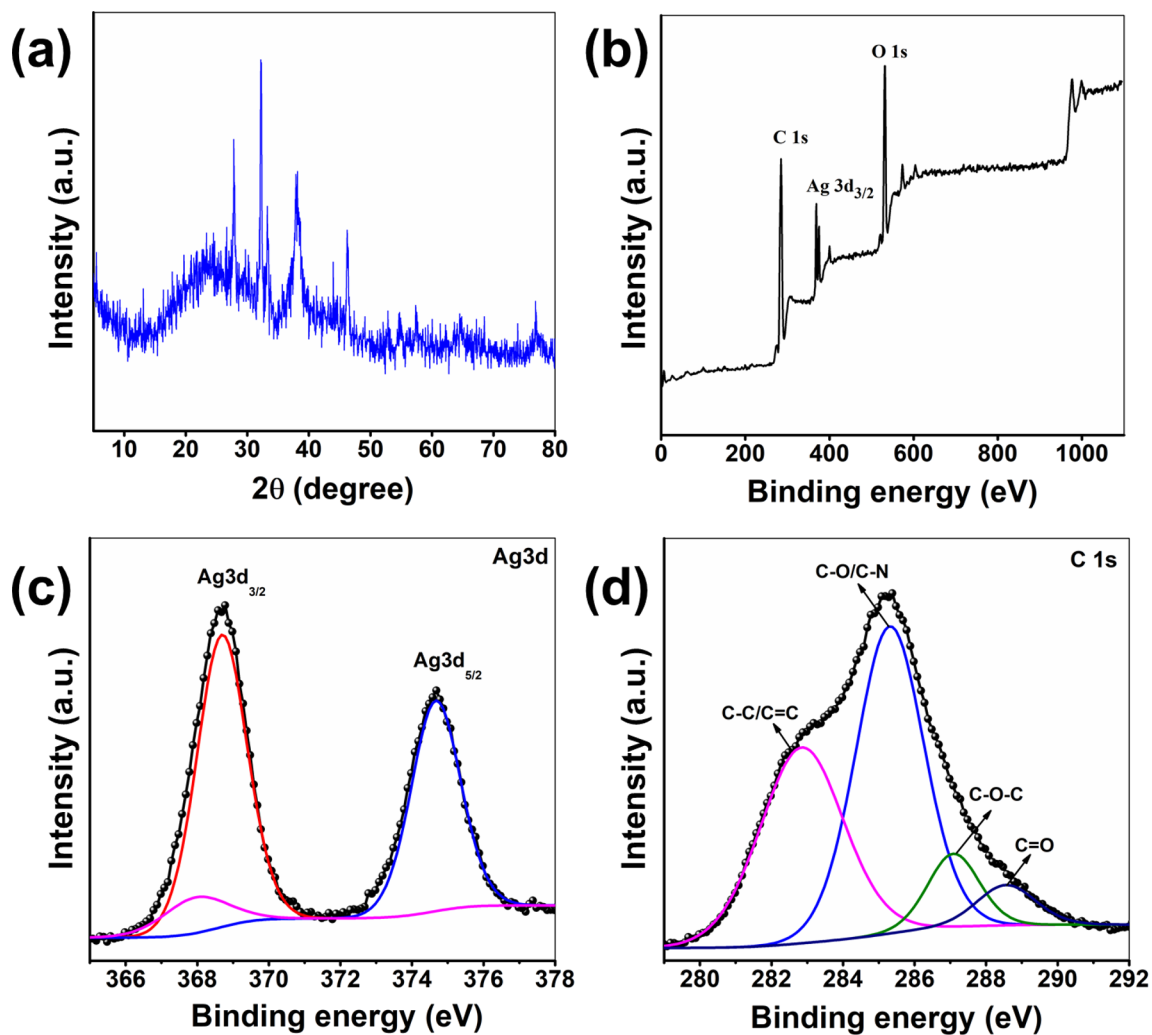 (a)
Intensity (a.u.)
10 20 30 40 50 60 70 80
2θ (degree)
(b)
Intensity (a.u.)
C 1s
Ag 3d3/2
O 1s
0 200 400 600 800 1000
Binding energy (eV)
(c)
Intensity (a.u.)
Ag3d
Ag3d3/2
Ag3d5/2
366 368 370 372 374 376 378
Binding energy (eV)
(d)
Intensity (a.u.)
C 1s
C-O/C-N
C-C/C=C
C-O-C
C=O
280 282 284 286 288 290 292
Binding energy (eV)